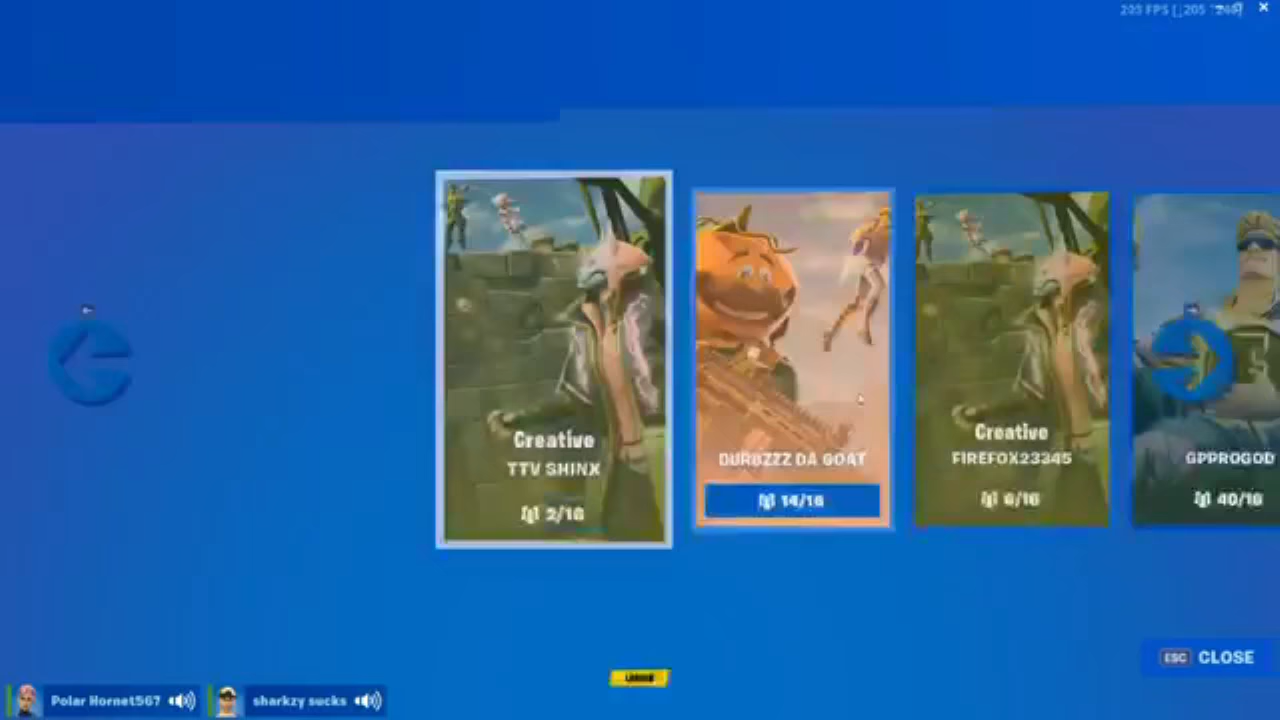 Creative
TTV SHINX
2/16
DURBZZZ DA GOAT
14/16
Creative
FIREFOX23345
6/16
GPPROGOD
40/16
ESC CLOSE
Polar Hornet567
sharkzy sucks